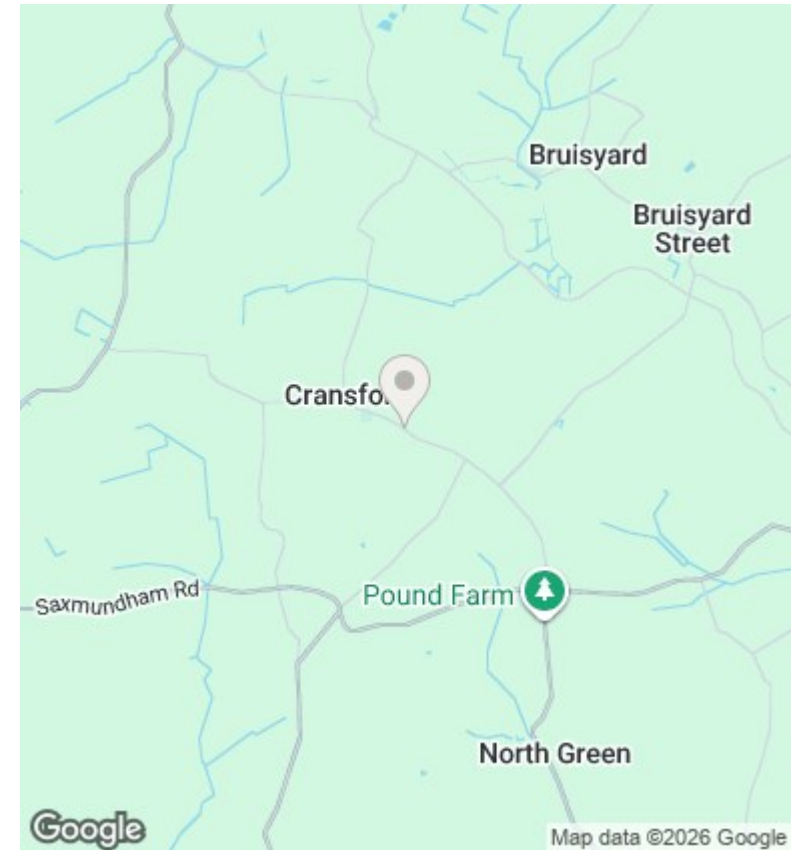 Bruisyard
Bruisyard
Street
Cransfo
Pound Farm
Saxmundham Rd
North Green
Google
Map data ©2026 Google